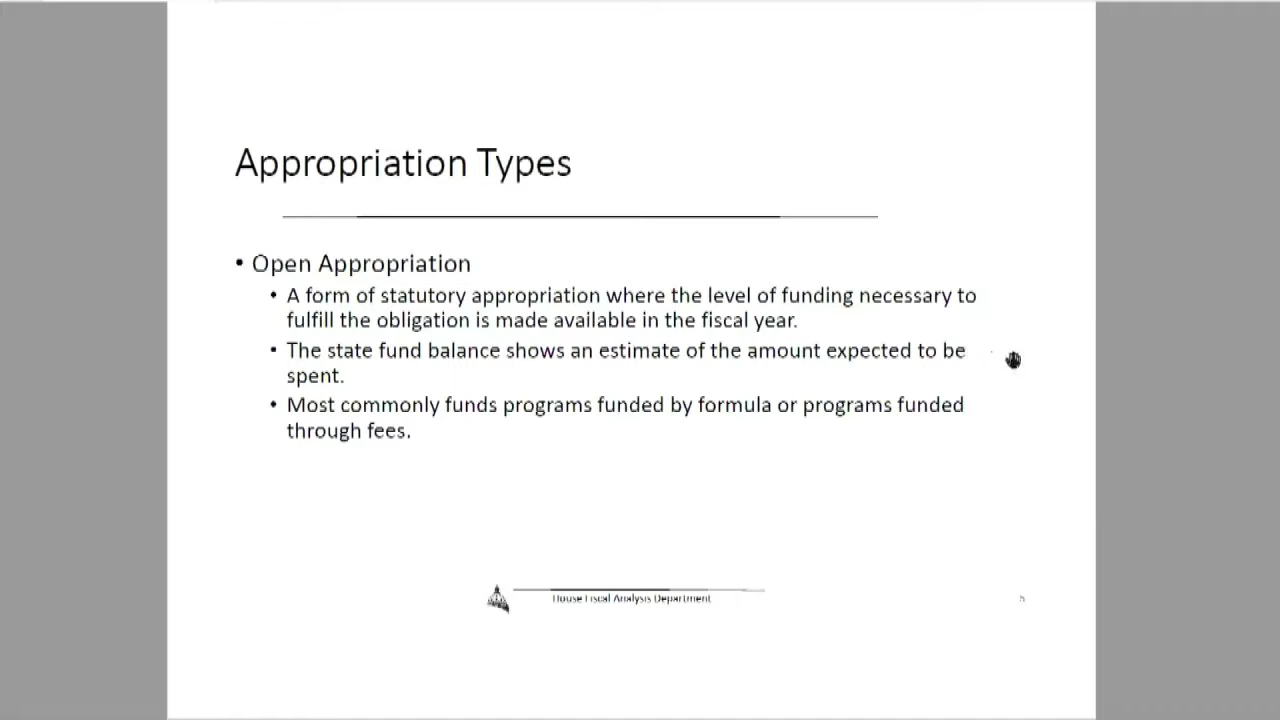 Appropriation Types
• Open Appropriation
• A form of statutory appropriation where the level of funding necessary to
fulfill the obligation is made available in the fiscal year.
• The state fund balance shows an estimate of the amount expected to be
spent.
• Most commonly funds programs funded by formula or programs funded
through fees.
House Fiscal Analysis Department